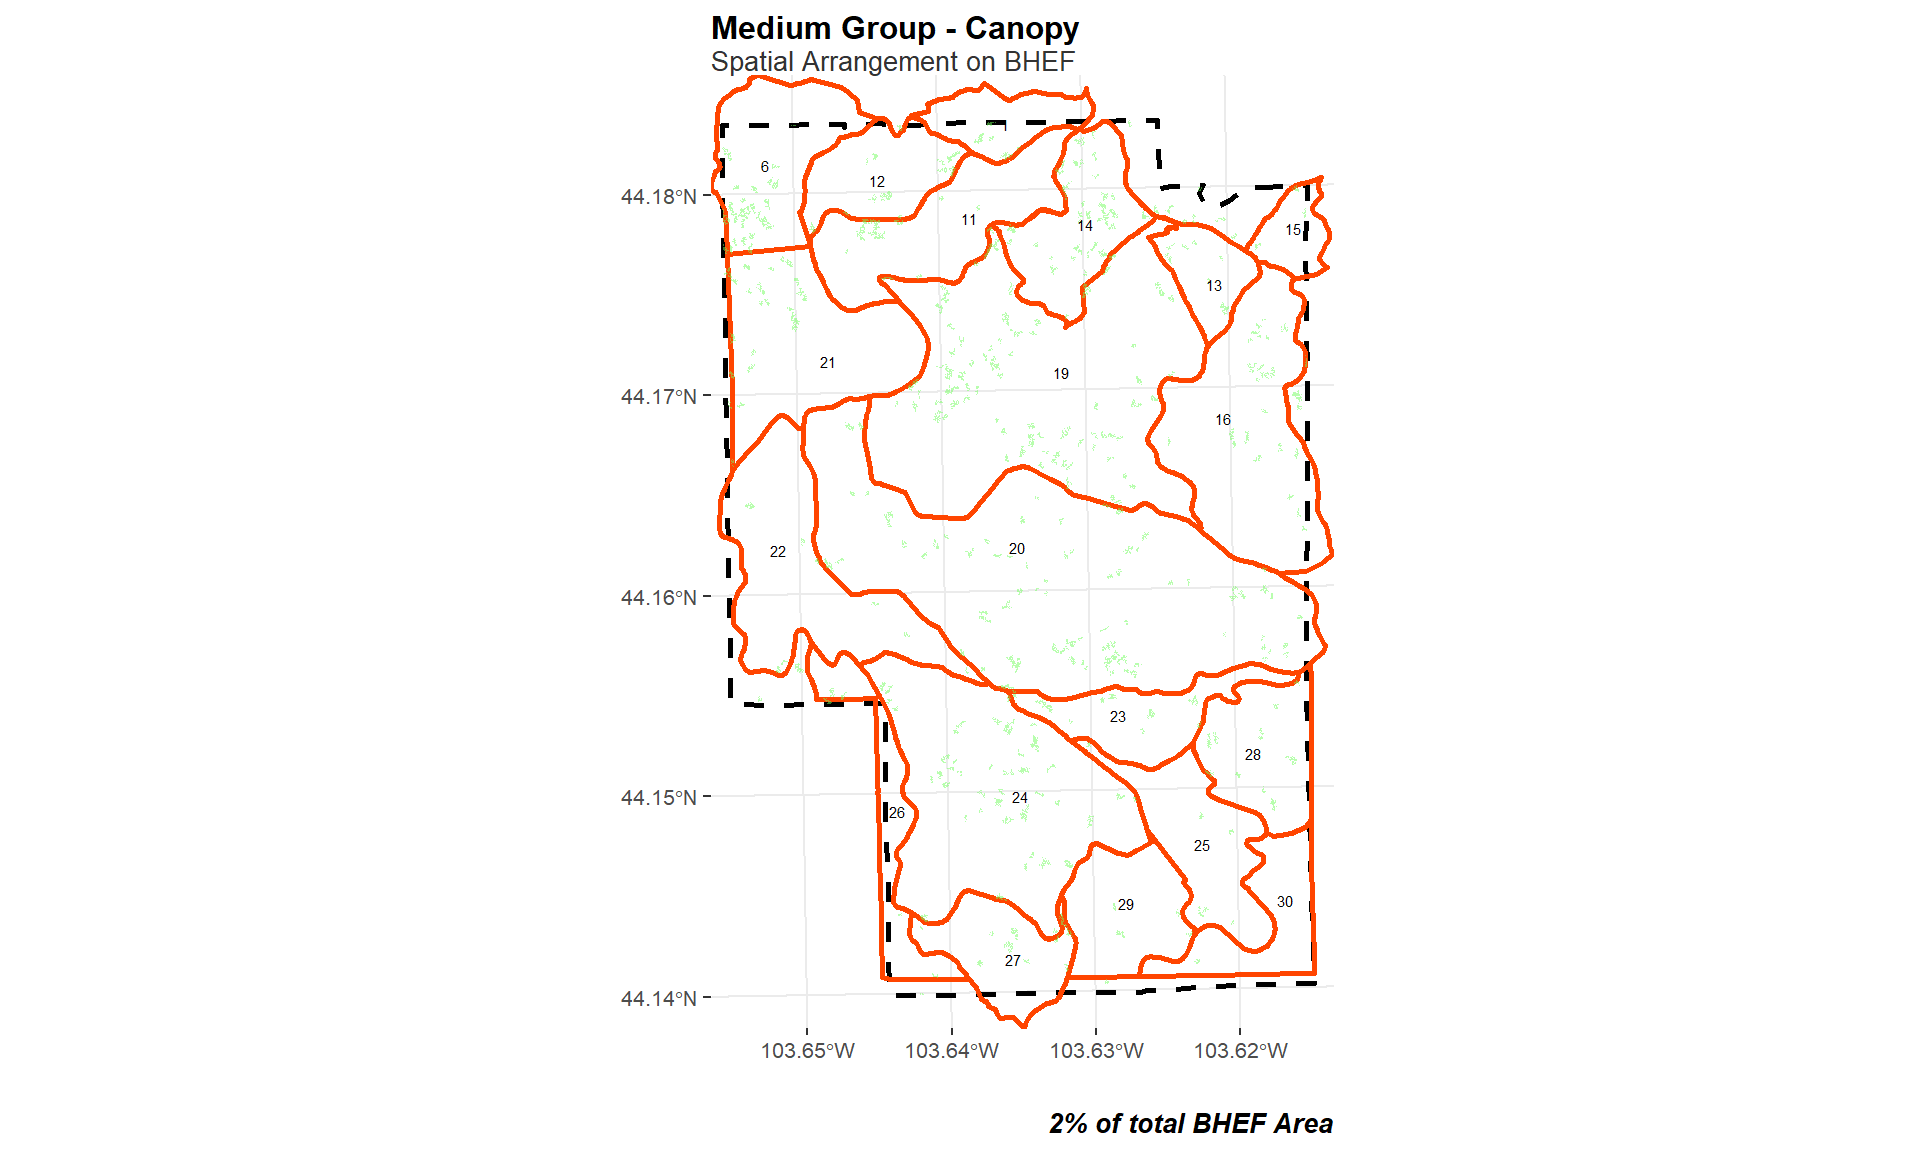 Medium Group - Canopy
Spatial Arrangement on BHEF
6
12
11
14
15
13
21
19
16
22
20
23
28
24
26
25
29
30
27
44.18°N
44.17°N
44.16°N
44.15°N
44.14°N
103.65°W 103.64°W 103.63°W 103.62°W
2% of total BHEF Area